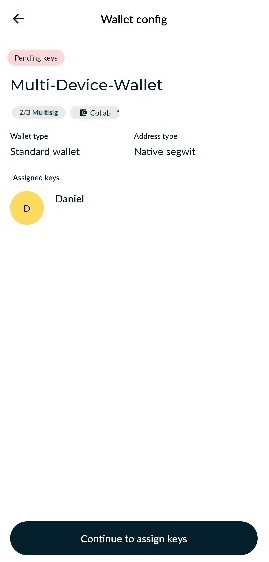 Wallet config
Pending keys
Multi-Device-Wallet
2/3 Multisig Collab
Wallet type Address type
Standard wallet Native segwit
Assigned keys
D Daniel
Continue to assign keys